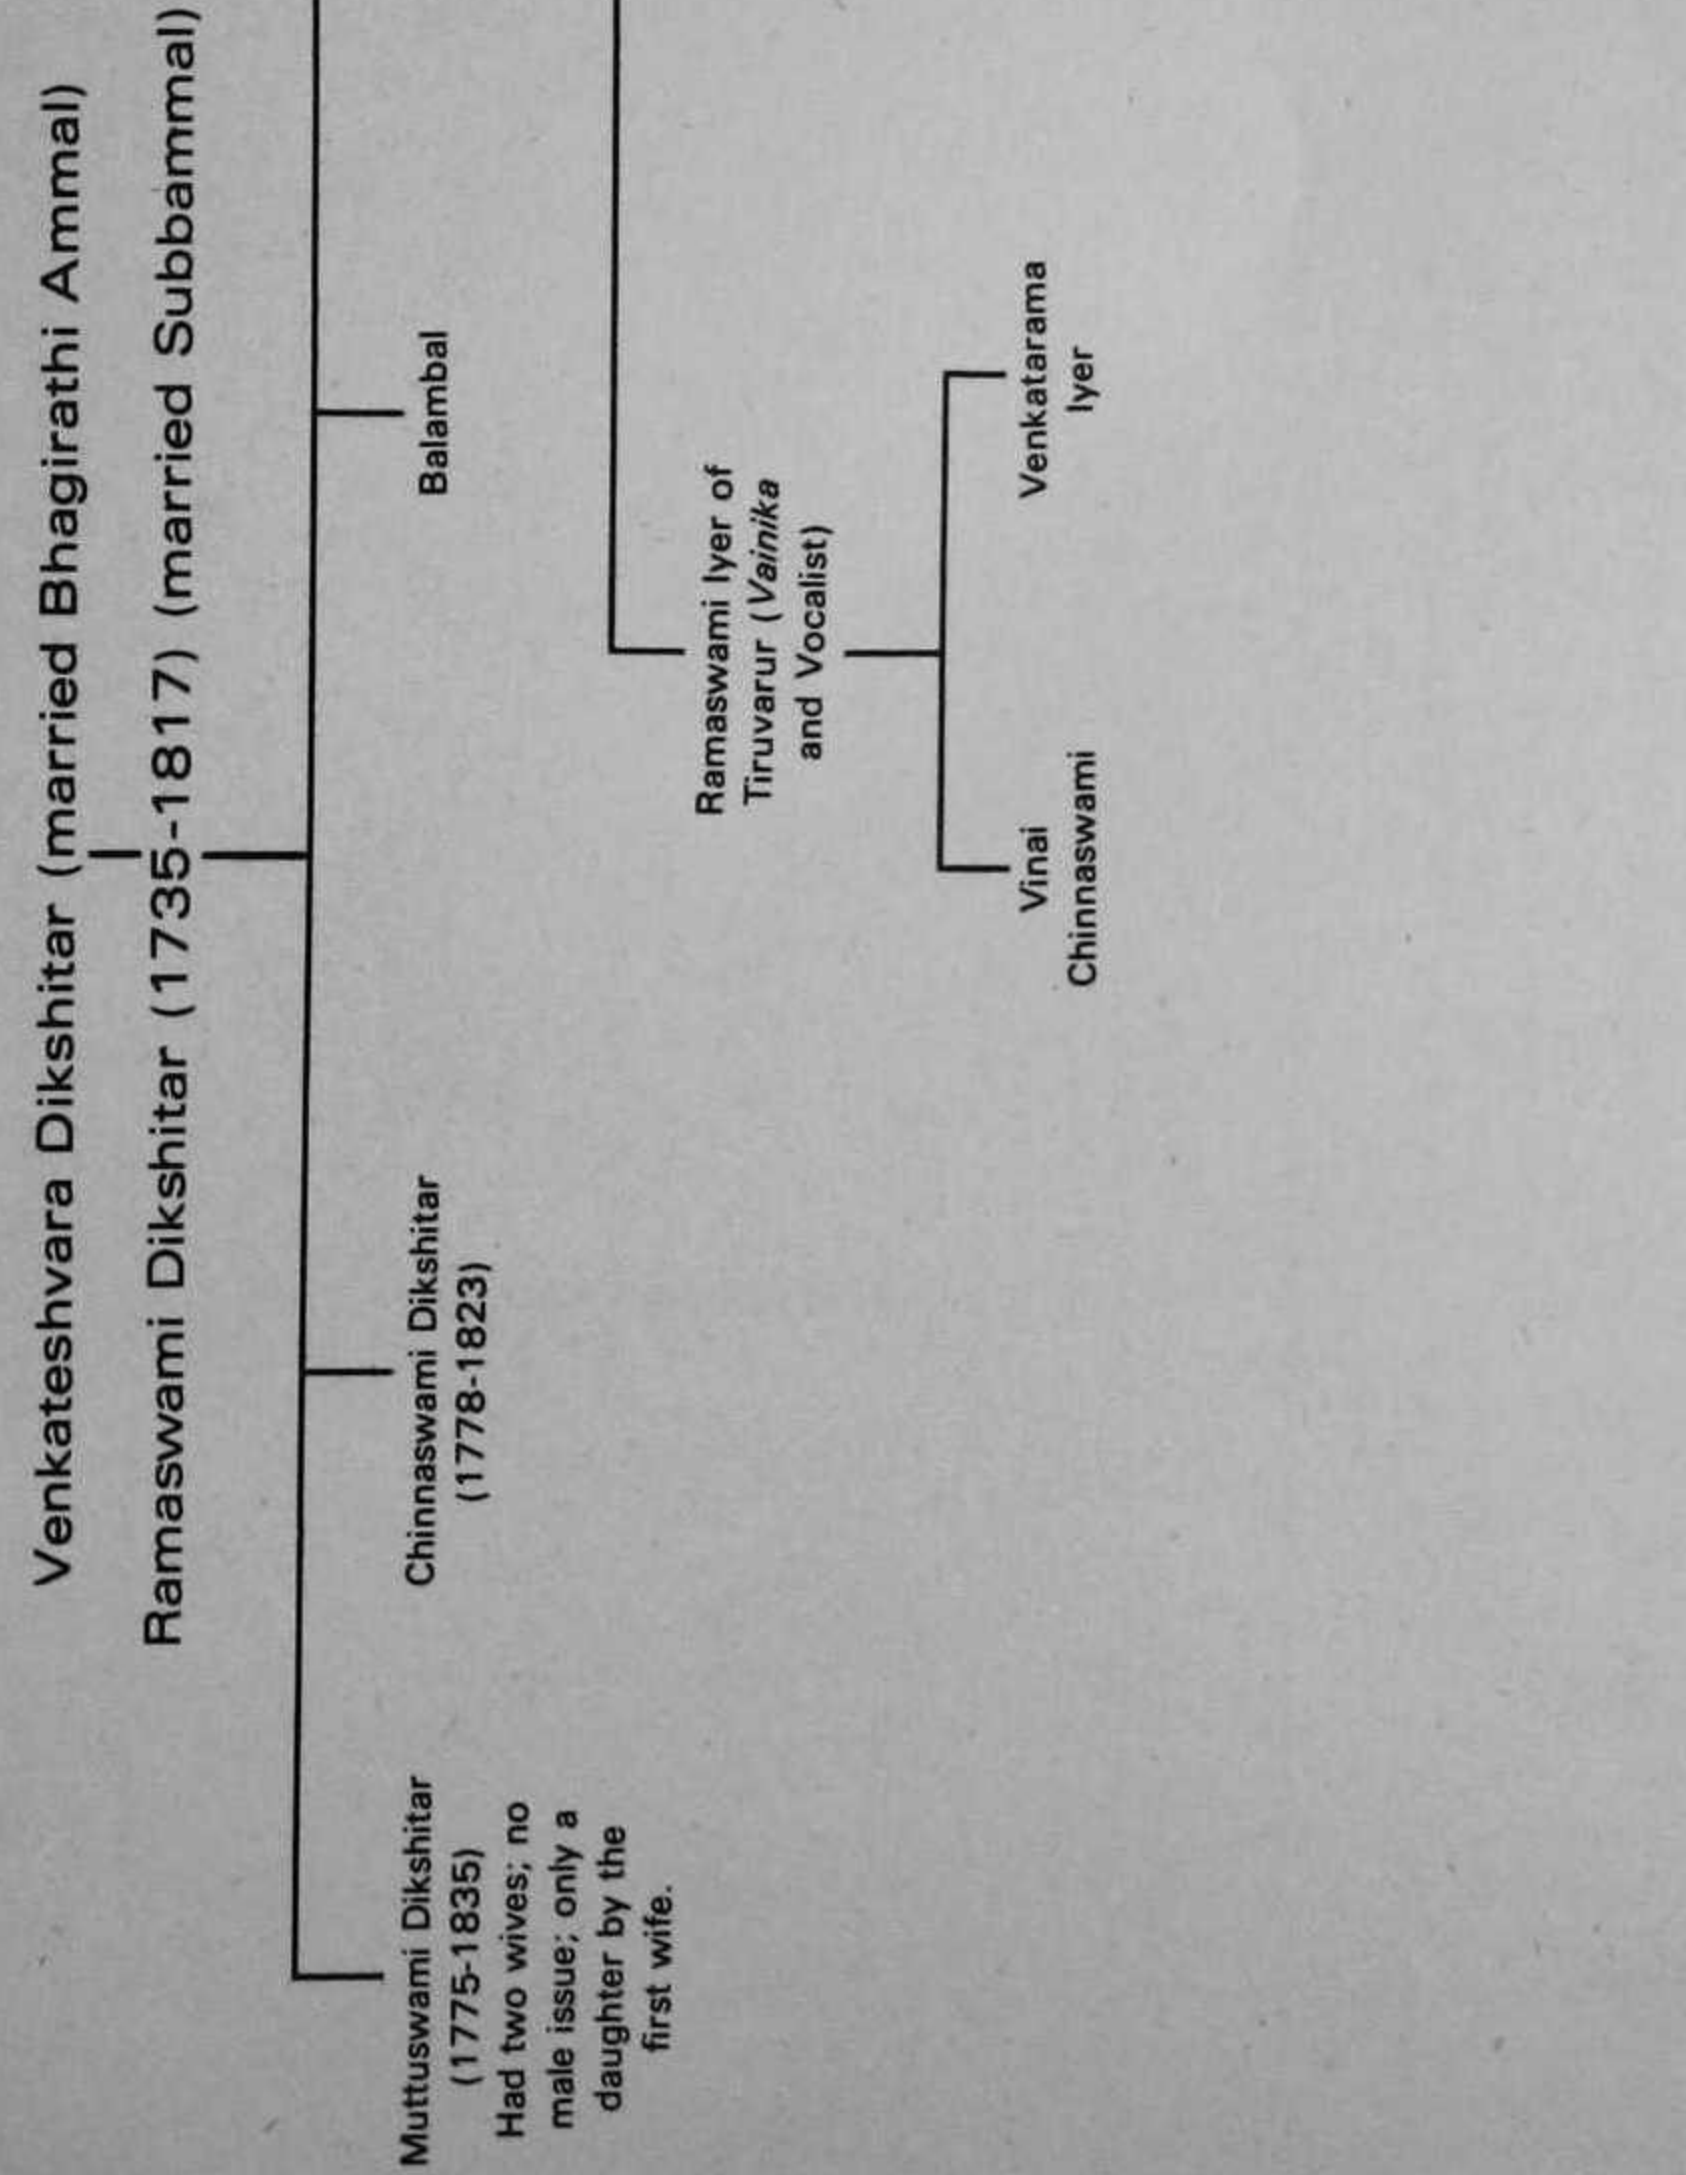 Venkateshvara Dikshitar (married Bhagirathi Ammal)
Ramaswami Dikshitar (1735-1817) (married Subbammal)
Muttuswami Dikshitar
(1775-1835)
Had two wives; no
male issue; only a
daughter by the
first wife.
Chinnaswami Dikshitar
(1778-1823)
Balambal
Ramaswami Iyer of
Tiruvarur (Vainika
and Vocalist)
Vinai
Chinnaswami
Venkatarama
Iyer